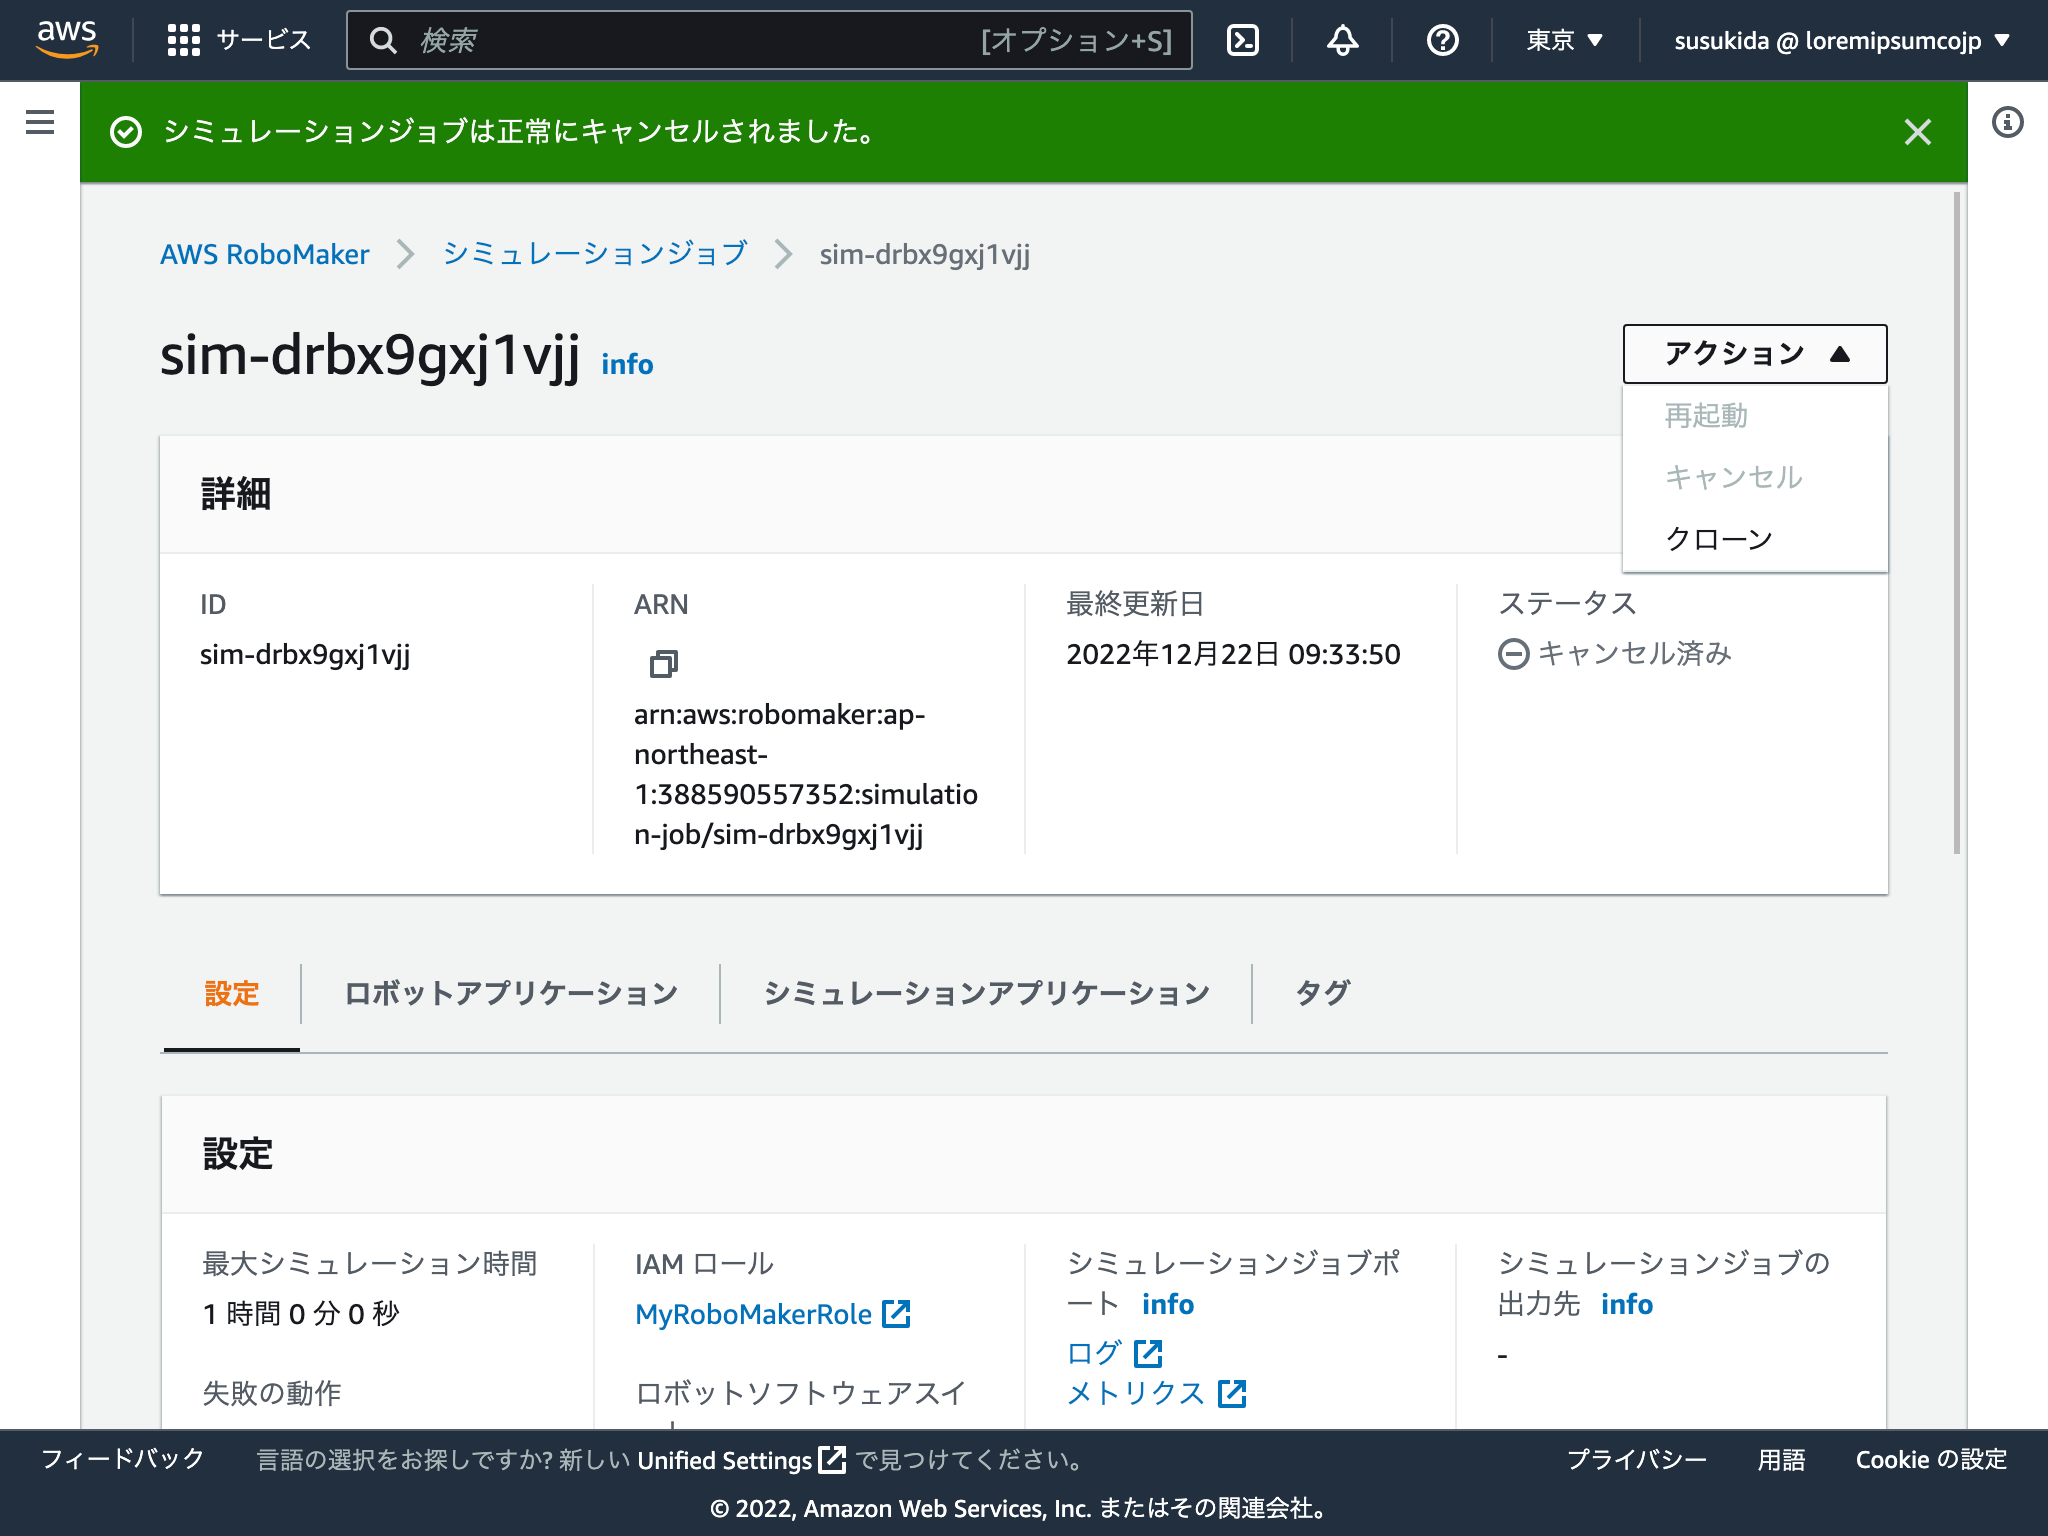 aws
サービス
検索
[オプション+S]
東京 ▼
susukida @ loremipsumcojp ▼
シミュレーションジョブは正常にキャンセルされました。
AWS RoboMaker
シミュレーションジョブ
sim-drbx9gxj1vjj
sim-drbx9gxj1vjj info
アクション ▲
再起動
キャンセル
クローン
詳細
ID
sim-drbx9gxj1vjj
ARN
arn:aws:robomaker:ap-
northeast-
1:388590557352:simulatio
n-job/sim-drbx9gxj1vjj
最終更新日
2022年12月22日 09:33:50
ステータス
キャンセル済み
設定
ロボットアプリケーション
シミュレーションアプリケーション
タグ
設定
最大シミュレーション時間
1 時間 0 分 0 秒
失敗の動作
IAM ロール
MyRoboMakerRole
ロボットソフトウェアスイ
シミュレーションジョブポ
ート info
ログ
メトリクス
シミュレーションジョブの
出力先 info
-
フィードバック
言語の選択をお探しですか? 新しい Unified Settings で見つけてください。
プライバシー
用語
Cookie の設定
© 2022, Amazon Web Services, Inc. またはその関連会社。